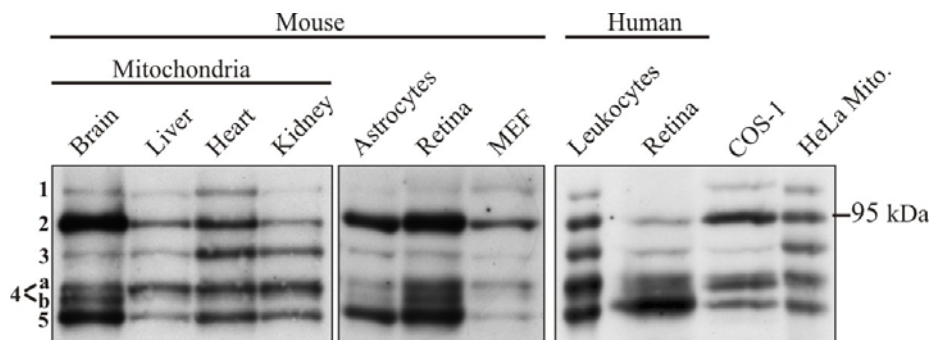 Mouse Human
Mitochondria
Brain Liver Heart Kidney Astrocytes Retina MEF Leukocytes Retina COS-1 HeLa Mito.
1
2 95 kDa
3
a
4 <
b
5